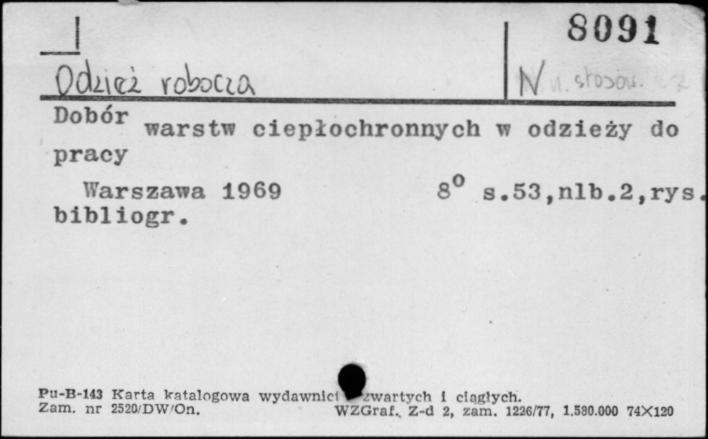 8091
Odzież robocza
N n. stosow.
Dobór
warstw ciepłochronnych w odzieży do
pracy
Warszawa 1969 8° s.53,nlb.2,rys.
bibliogr.
Pu-B-143 Karta katalogowa wydawnict zwartych i ciągłych.
Zam. nr 2520/DW/On. WZGraf. Z-d 2, zam. 1226/77, 1.580.000 74X120